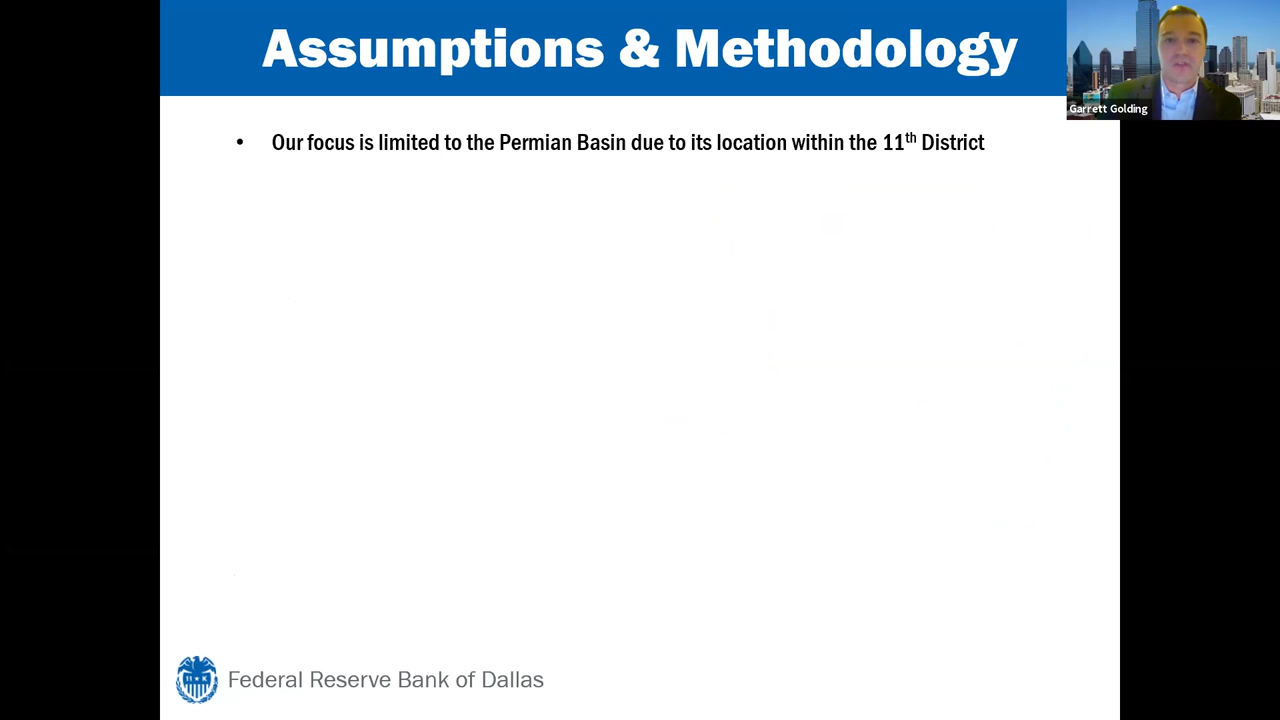 Assumptions & Methodology
Garrett Golding
• Our focus is limited to the Permian Basin due to its location within the 11th District
Federal Reserve Bank of Dallas